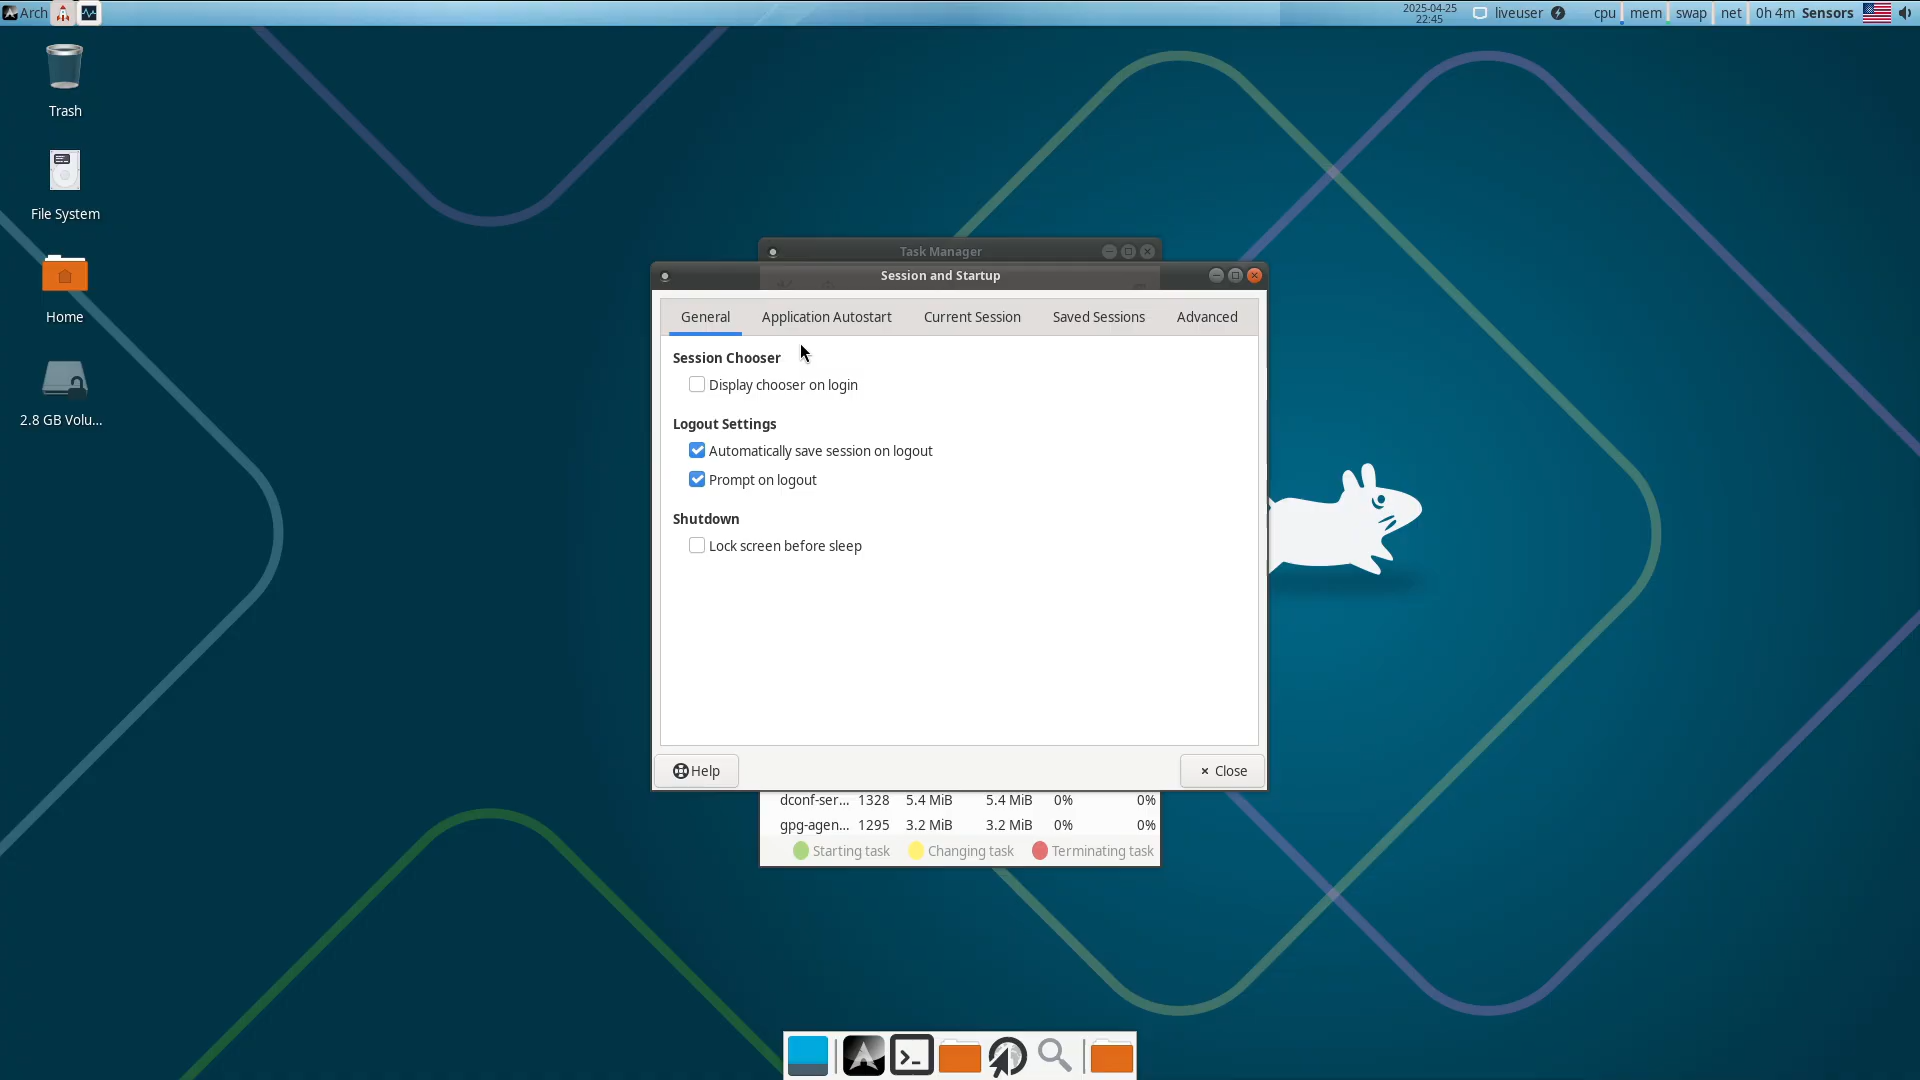 Arch
2025-04-25
22:45
liveuser
cpu
mem
swap
net
0h 4m
Sensors
Trash
File System
Home
2.8 GB Volu...
Task Manager
Session and Startup
General
Application Autostart
Current Session
Saved Sessions
Advanced
Session Chooser
Display chooser on login
Logout Settings
Automatically save session on logout
Prompt on logout
Shutdown
Lock screen before sleep
Help
Close
dconf-ser... 1328 5.4 MiB 5.4 MiB 0% 0%
gpg-agen... 1295 3.2 MiB 3.2 MiB 0% 0%
Starting task Changing task Terminating task